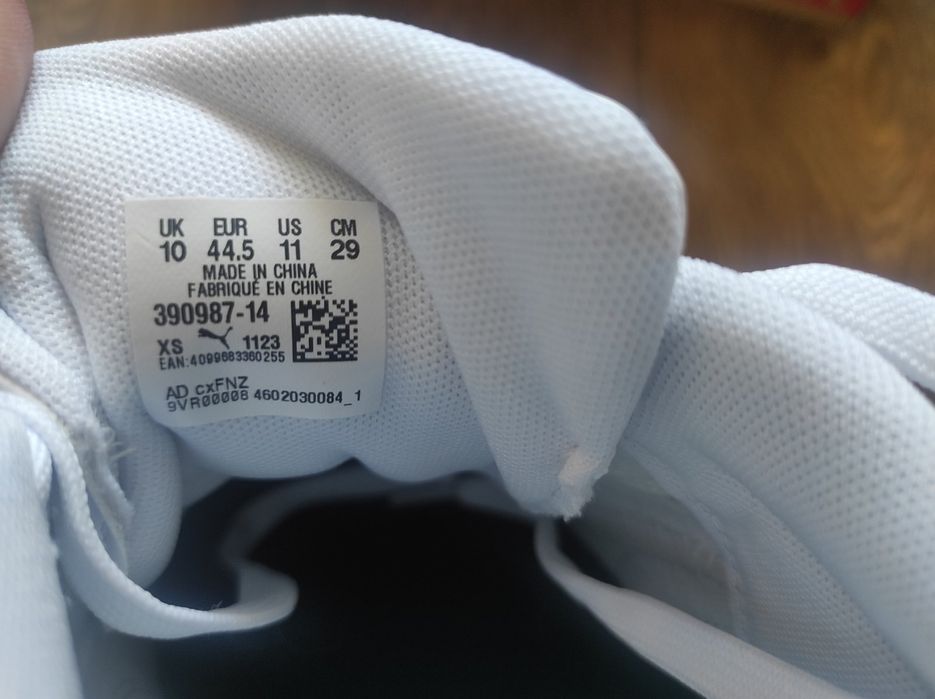 UK EUR US CM
10 44.5 11 29
MADE IN CHINA
FABRIQUÉ EN CHINE
390987-14
XS 1123
EAN:4099683360255
AD cxFNZ
9VR00008 4602030084_1